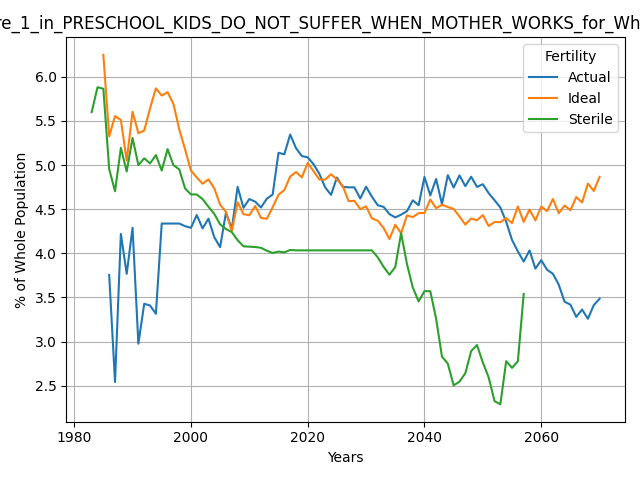 re_1_in_PRESCHOOL_KIDS_DO_NOT_SUFFER_WHEN_MOTHER_WORKS_for_Wh
Fertility
Actual
Ideal
Sterile
% of Whole Population
6.0
5.5
5.0
4.5
4.0
3.5
3.0
2.5
1980
2000
2020
2040
2060
Years